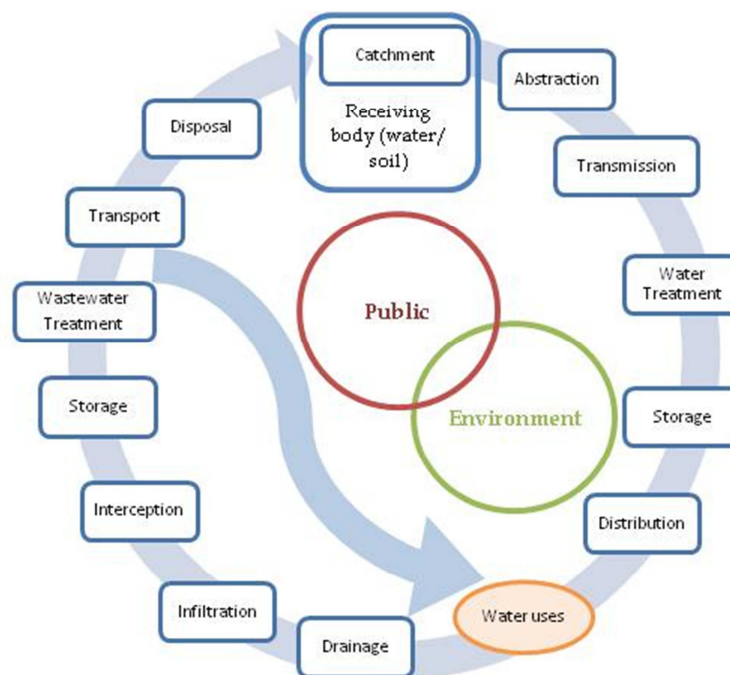 Catchment
Receiving
body (water/
soil)
Abstraction
Transmission
Water
Treatment
Storage
Distribution
Water uses
Drainage
Infiltration
Interception
Storage
Wastewater
Treatment
Transport
Disposal
Public
Environment